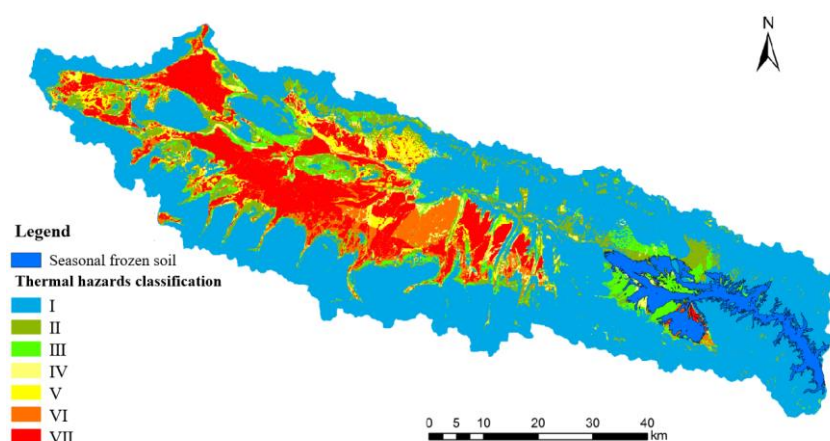 N
Legend
Seasonal frozen soil
Thermal hazards classification
I
II
III
IV
V
VI
VII
0 5 10 20 30 40
km